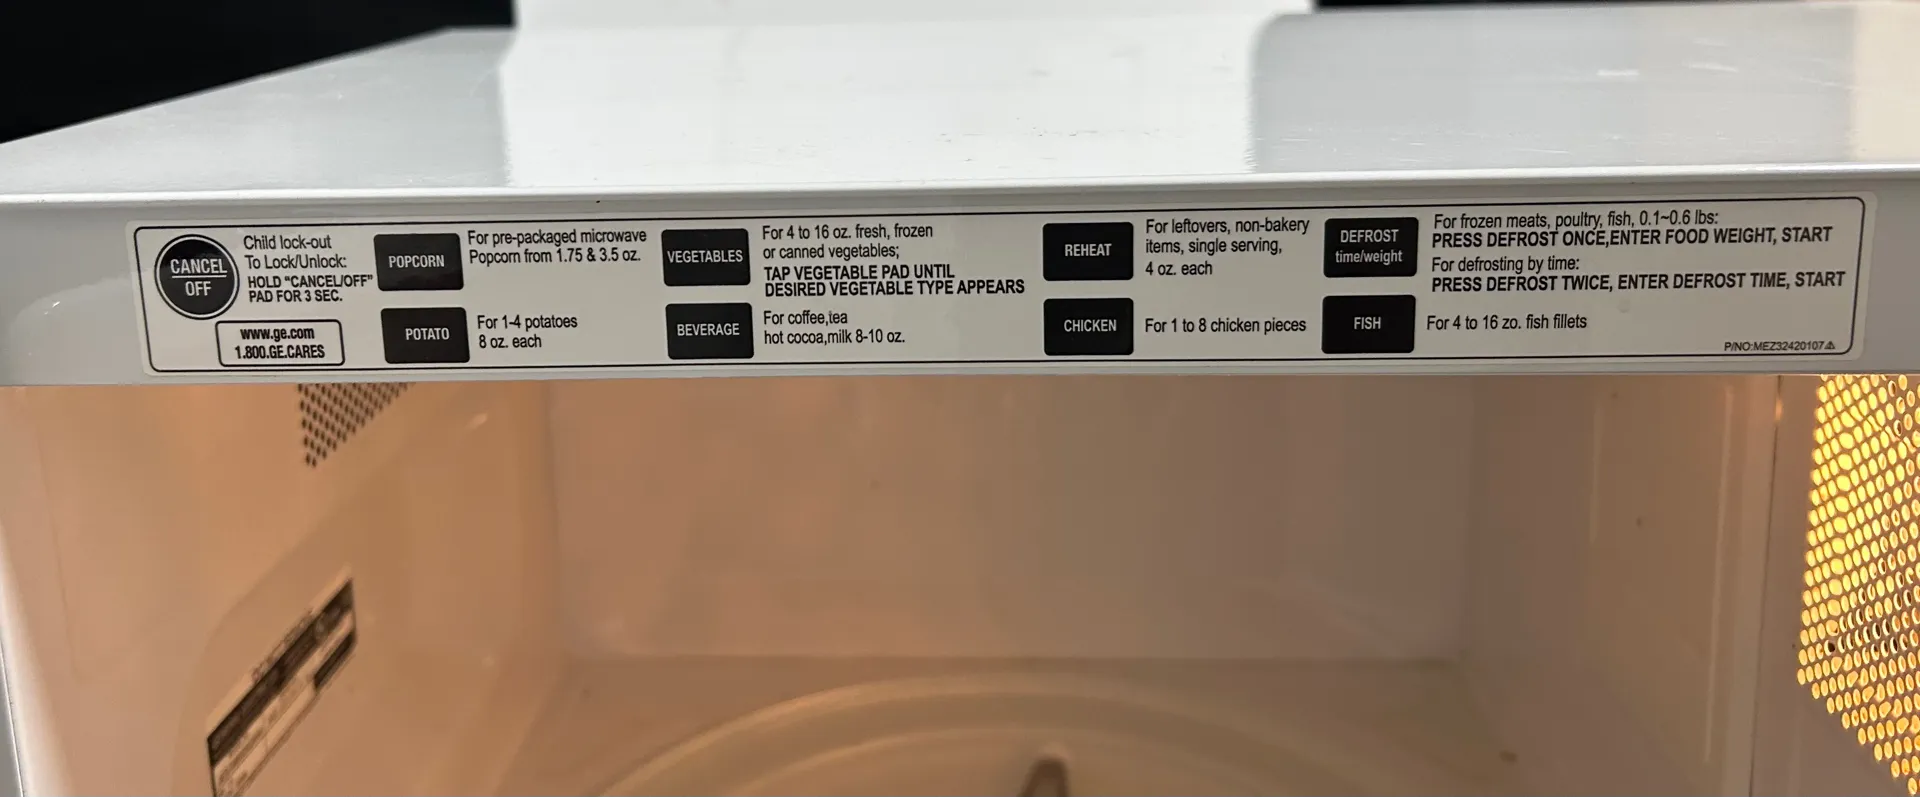 CANCEL
OFF
Child lock-out
To Lock/Unlock:
HOLD "CANCEL/OFF"
PAD FOR 3 SEC.
www.ge.com
1.800.GE.CARES
POPCORN
For pre-packaged microwave
Popcorn from 1.75 & 3.5 oz.
POTATO
For 1-4 potatoes
8 oz. each
VEGETABLES
For 4 to 16 oz. fresh, frozen
or canned vegetables;
TAP VEGETABLE PAD UNTIL
DESIRED VEGETABLE TYPE APPEARS
BEVERAGE
For coffee,tea
hot cocoa,milk 8-10 oz.
REHEAT
For leftovers, non-bakery
items, single serving,
4 oz. each
CHICKEN
For 1 to 8 chicken pieces
DEFROST
time/weight
For frozen meats, poultry, fish, 0.1~0.6 lbs:
PRESS DEFROST ONCE,ENTER FOOD WEIGHT, START
For defrosting by time:
PRESS DEFROST TWICE, ENTER DEFROST TIME, START
FISH
For 4 to 16 zo. fish fillets
P/NO:MEZ32420107